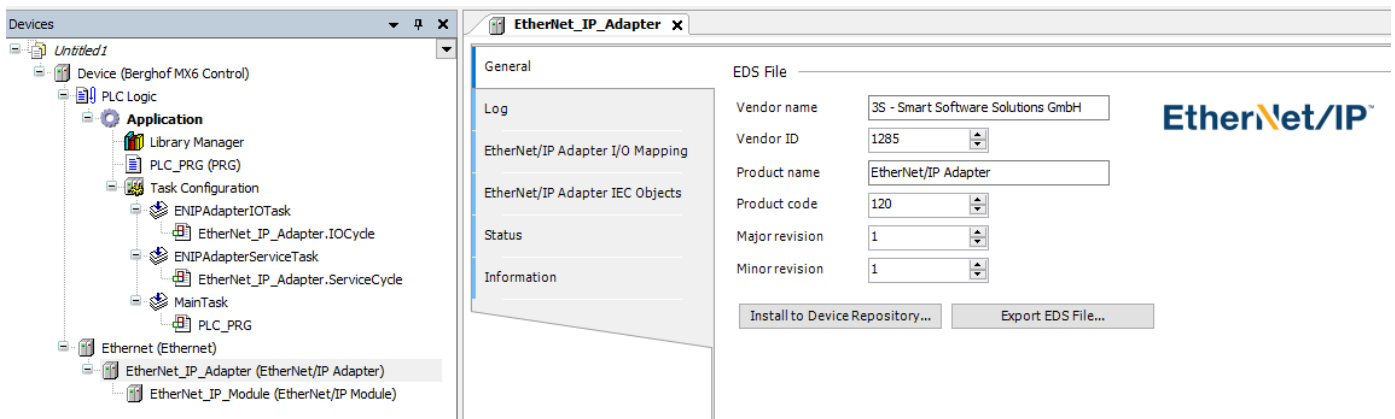 Devices
Untitled1
Device (Berghof MX6 Control)
PLC Logic
Application
Library Manager
PLC_PRG (PRG)
Task Configuration
ENIPAdapterIOTask
EtherNet_IP_Adapter.IOCycle
ENIPAdapterServiceTask
EtherNet_IP_Adapter.ServiceCycle
MainTask
PLC_PRG
Ethernet (Ethernet)
EtherNet_IP_Adapter (EtherNet/IP Adapter)
EtherNet_IP_Module (EtherNet/IP Module)
EtherNet_IP_Adapter
General
Log
EtherNet/IP Adapter I/O Mapping
EtherNet/IP Adapter IEC Objects
Status
Information
EDS File
Vendor name 3S - Smart Software Solutions GmbH
Vendor ID 1285
Product name EtherNet/IP Adapter
Product code 120
Major revision 1
Minor revision 1
Install to Device Repository... Export EDS File...
EtherNet/IP™